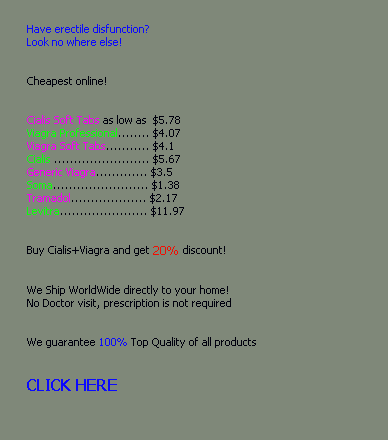 Have erectile disfunction?
Look no where else!
Cheapest online!
Cialis Soft Tabs as low as $5.78
Viagra Professional........ $4.07
Viagra Soft Tabs........... $4.1
Cialis ........................ $5.67
Generic Viagra............. $3.5
Soma........................ $1.38
Tramadol................... $2.17
Levitra...................... $11.97
Buy Cialis+Viagra and get 20% discount!
We Ship WorldWide directly to your home!
No Doctor visit, prescription is not required
We guarantee 100% Top Quality of all products
CLICK HERE